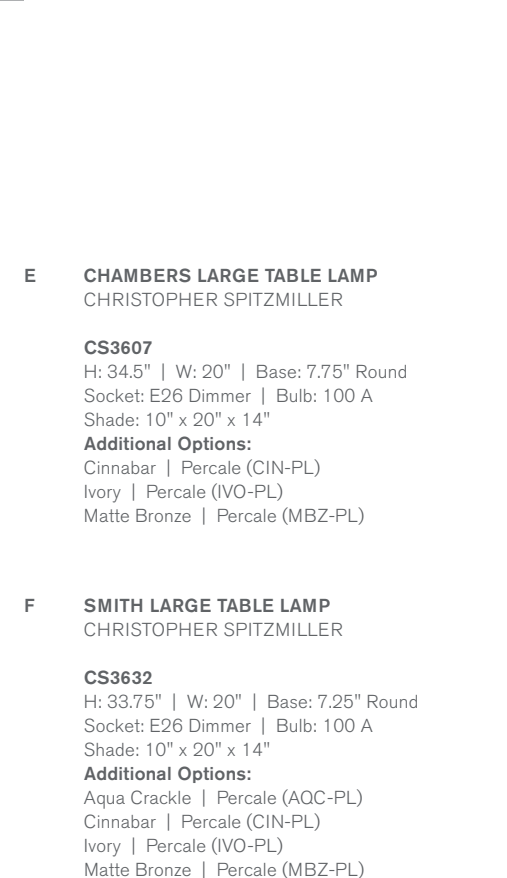 E CHAMBERS LARGE TABLE LAMP
CHRISTOPHER SPITZMILLER
CS3607
H: 34.5" | W: 20" | Base: 7.75" Round
Socket: E26 Dimmer | Bulb: 100 A
Shade: 10" x 20" x 14"
Additional Options:
Cinnabar | Percale (CIN-PL)
Ivory | Percale (IVO-PL)
Matte Bronze | Percale (MBZ-PL)
F SMITH LARGE TABLE LAMP
CHRISTOPHER SPITZMILLER
CS3632
H: 33.75" | W: 20" | Base: 7.25" Round
Socket: E26 Dimmer | Bulb: 100 A
Shade: 10" x 20" x 14"
Additional Options:
Aqua Crackle | Percale (AQC-PL)
Cinnabar | Percale (CIN-PL)
Ivory | Percale (IVO-PL)
Matte Bronze | Percale (MBZ-PL)